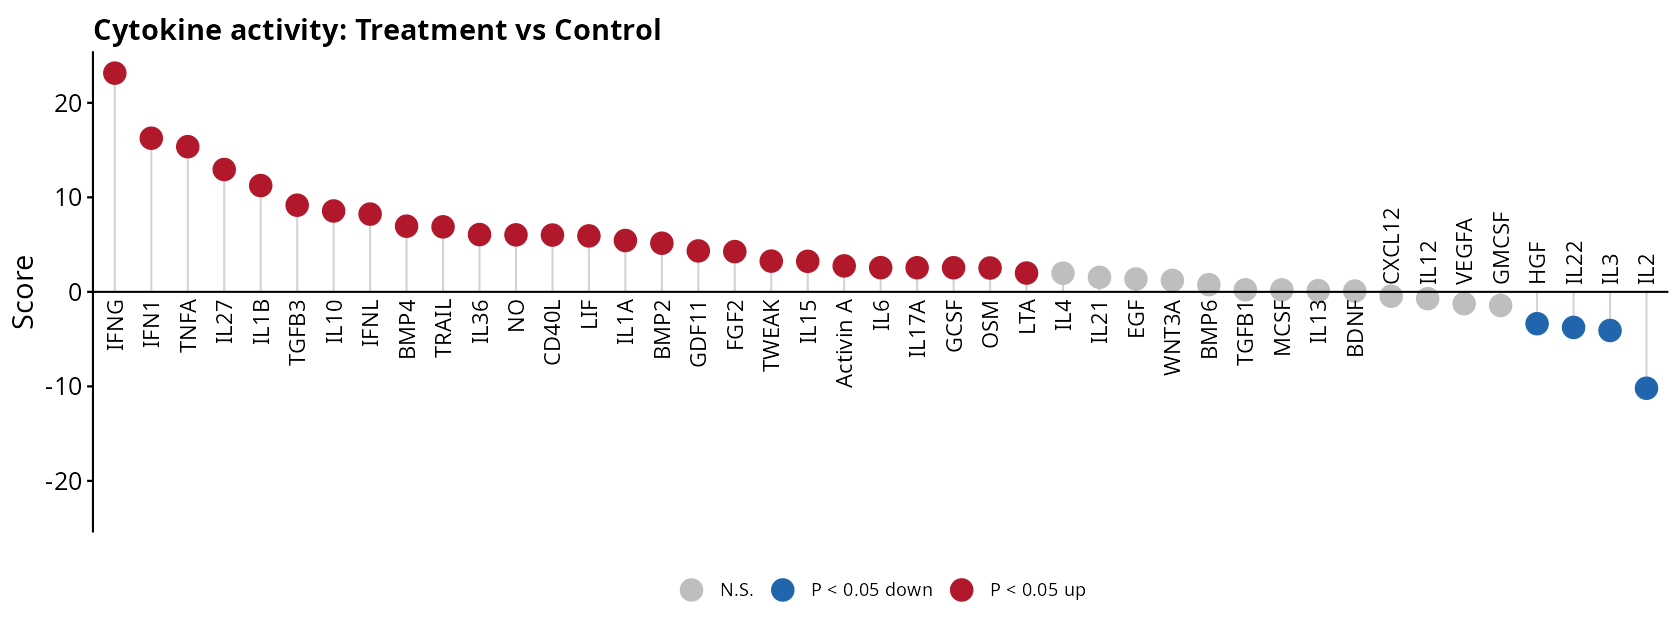 Cytokine activity: Treatment vs Control
Score
20
10
0
-10
-20
IFNG
IFN1
TNFA
IL27
IL1B
TGFB3
IL10
IFNL
BMP4
TRAIL
IL36
NO
CD40L
LIF
IL1A
BMP2
GDF11
FGF2
TWEAK
IL15
Activin A
IL6
IL17A
GCSF
OSM
LTA
IL4
IL21
EGF
WNT3A
BMP6
TGFB1
MCSF
IL13
BDNF
CXCL12
IL12
VEGFA
GMCSF
HGF
IL22
IL3
IL2
N.S.
P < 0.05 down
P < 0.05 up